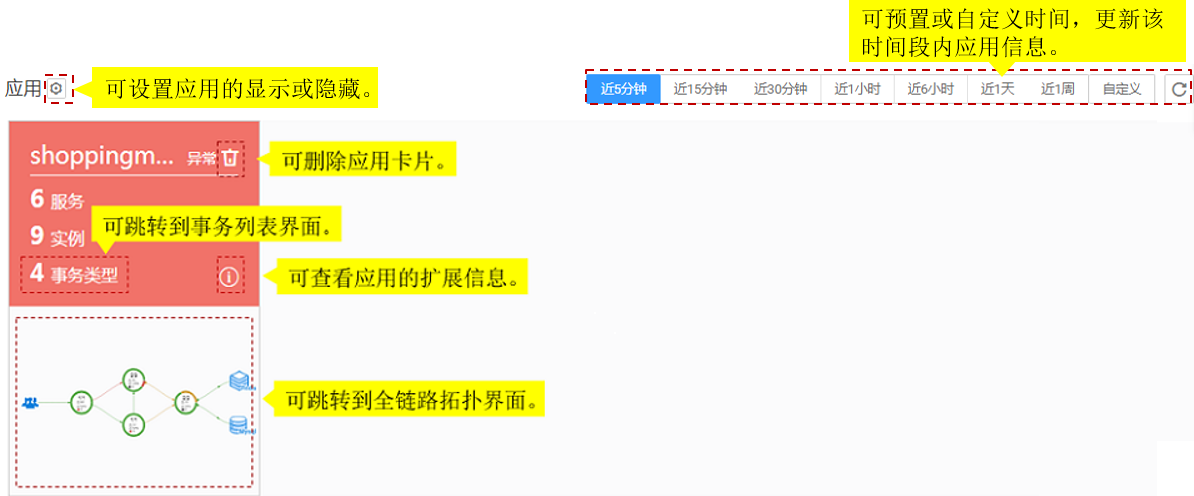 可预置或自定义时间，更新该
时间段内应用信息。
应用
可设置应用的显示或隐藏。
近5分钟 近15分钟 近30分钟 近1小时 近6小时 近1天 近1周 自定义
shoppingm... 异常
可删除应用卡片。
6 服务
可跳转到事务列表界面。
9 实例
4 事务类型
可查看应用的扩展信息。
可跳转到全链路拓扑界面。